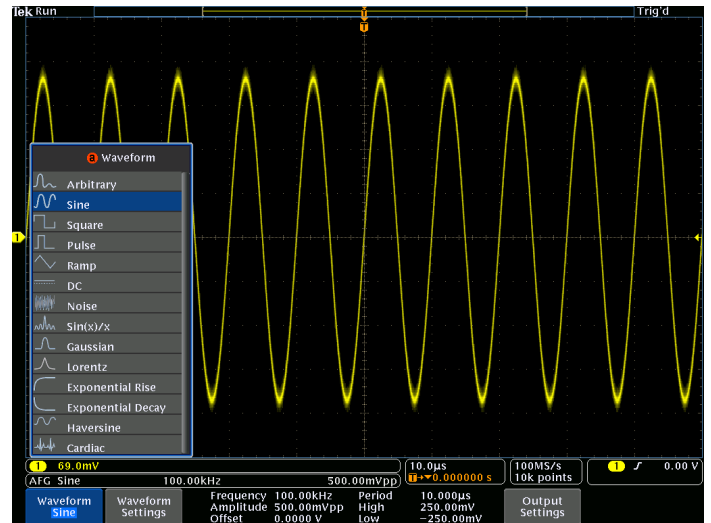 Tek Run Trig'd
T
T
a Waveform
Arbitrary
Sine
Square
Pulse
Ramp
DC
Noise
Sin(x)/x
Gaussian
Lorentz
Exponential Rise
Exponential Decay
Haversine
Cardiac
1
1 69.0mV
10.0µs
T→▾0.000000 s
100MS/s
10k points
1 0.00 V
AFG Sine 100.00kHz 500.00mVpp
Waveform
Sine
Waveform
Settings
Frequency 100.00kHz Period 10.000µs
Amplitude 500.00mVpp High 250.00mV
Offset 0.0000 V Low −250.00mV
Output
Settings